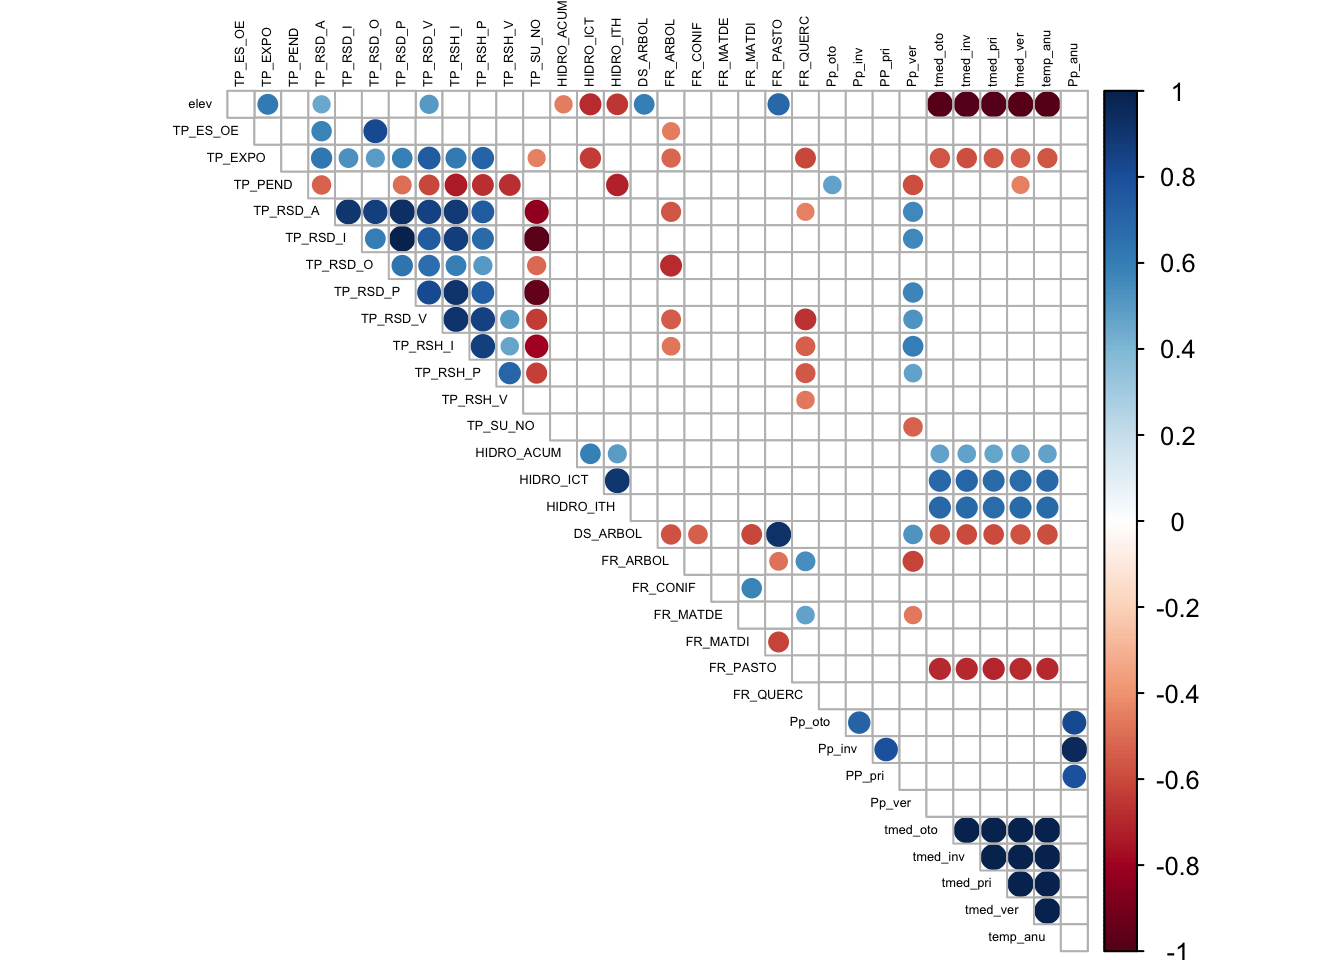 TP_ES_OE
TP_EXPO
TP_PEND
TP_RSD_A
TP_RSD_I
TP_RSD_O
TP_RSD_P
TP_RSD_V
TP_RSH_I
TP_RSH_P
TP_RSH_V
TP_SU_NO
HIDRO_ACUM
HIDRO_ICT
HIDRO_ITH
DS_ARBOL
FR_ARBOL
FR_CONIF
FR_MATDE
FR_MATDI
FR_PASTO
FR_QUERC
Pp_oto
Pp_inv
PP_pri
Pp_ver
tmed_oto
tmed_inv
tmed_pri
tmed_ver
temp_anu
Pp_anu
elev
TP_ES_OE
TP_EXPO
TP_PEND
TP_RSD_A
TP_RSD_I
TP_RSD_O
TP_RSD_P
TP_RSD_V
TP_RSH_I
TP_RSH_P
TP_RSH_V
TP_SU_NO
HIDRO_ACUM
HIDRO_ICT
HIDRO_ITH
DS_ARBOL
FR_ARBOL
FR_CONIF
FR_MATDE
FR_MATDI
FR_PASTO
FR_QUERC
Pp_oto
Pp_inv
PP_pri
Pp_ver
tmed_oto
tmed_inv
tmed_pri
tmed_ver
temp_anu
1
0.8
0.6
0.4
0.2
0
-0.2
-0.4
-0.6
-0.8
-1